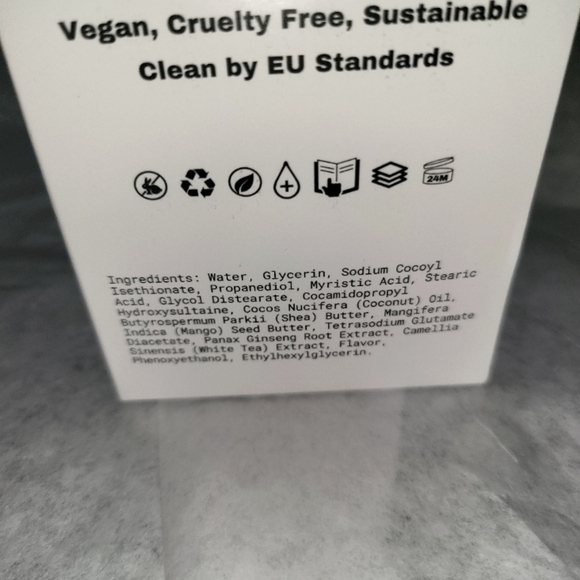 Vegan, Cruelty Free, Sustainable
Clean by EU Standards
24M
Ingredients: Water, Glycerin, Sodium Cocoyl
Isethionate, Propanediol, Myristic Acid, Stearic
Acid, Glycol Distearate, Cocamidopropyl
Hydroxysultaine, Cocos Nucifera (Coconut) Oil,
Butyrospermum Parkii (Shea) Butter, Mangifera
Indica (Mango) Seed Butter, Tetrasodium Glutamate
Diacetate, Panax Ginseng Root Extract, Camellia
Sinensis (White Tea) Extract, Flavor,
Phenoxyethanol, Ethylhexylglycerin.